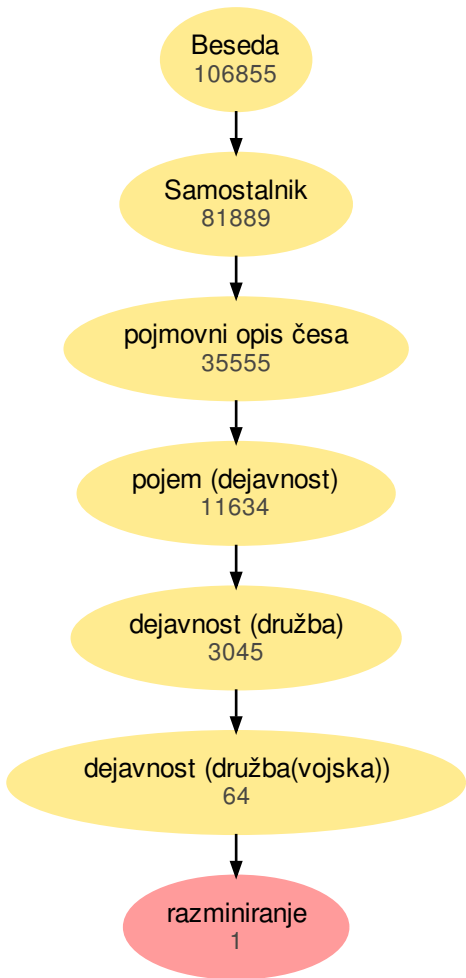 Beseda
106855
Samostalnik
81889
pojmovni opis česa
35555
pojem (dejavnost)
11634
dejavnost (družba)
3045
dejavnost (družba(vojska))
64
razminiranje
1